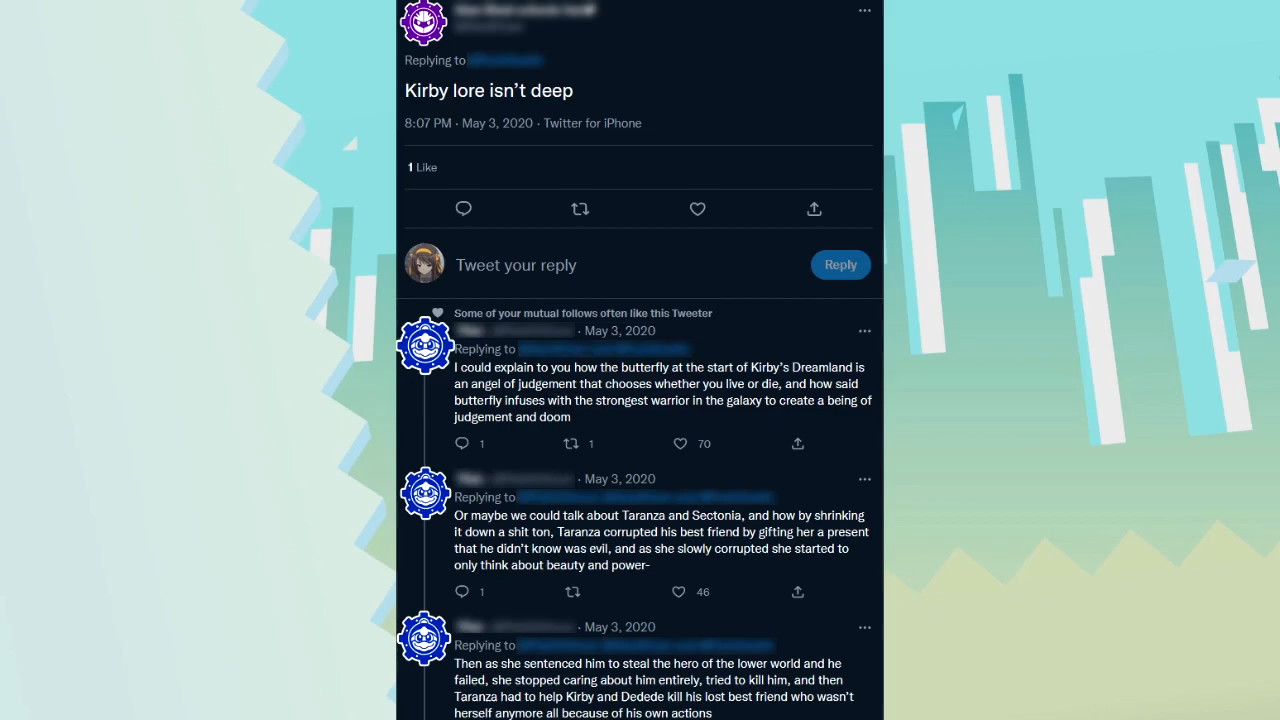 Replying to
Kirby lore isn't deep
8:07 PM · May 3, 2020 · Twitter for iPhone
1 Like
Tweet your reply
Reply
Some of your mutual follows often like this Tweeter
· May 3, 2020
Replying to
I could explain to you how the butterfly at the start of Kirby's Dreamland is
an angel of judgement that chooses whether you live or die, and how said
butterfly infuses with the strongest warrior in the galaxy to create a being of
judgement and doom
1 1 70
· May 3, 2020
Replying to
Or maybe we could talk about Taranza and Sectonia, and how by shrinking
it down a shit ton, Taranza corrupted his best friend by gifting her a present
that he didn't know was evil, and as she slowly corrupted she started to
only think about beauty and power-
1 46
· May 3, 2020
Replying to
Then as she sentenced him to steal the hero of the lower world and he
failed, she stopped caring about him entirely, tried to kill him, and then
Taranza had to help Kirby and Dedede kill his lost best friend who wasn't
herself anymore all because of his own actions